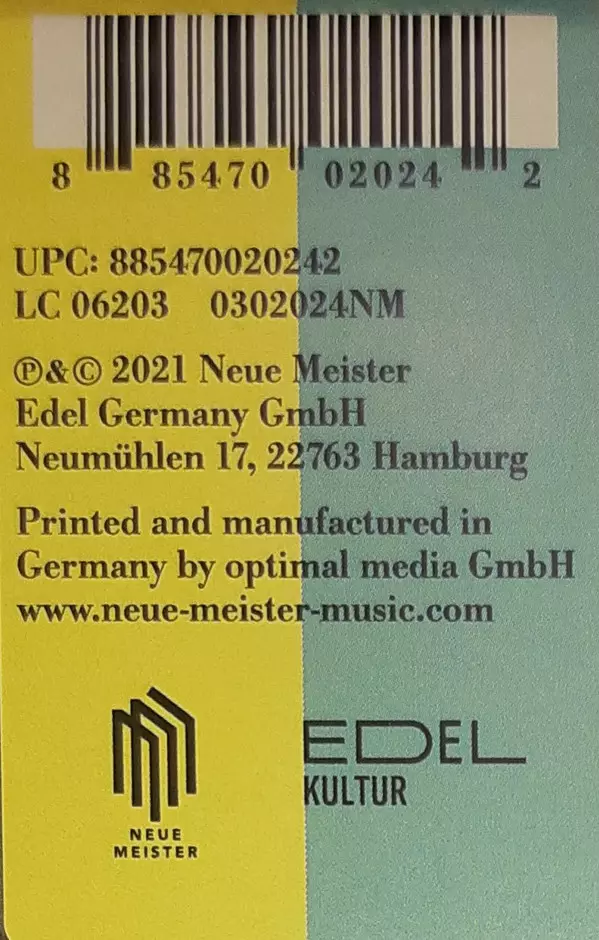 8 85470 02024 2
UPC: 885470020242
LC 06203 0302024NM
℗&© 2021 Neue Meister
Edel Germany GmbH
Neumühlen 17, 22763 Hamburg
Printed and manufactured in
Germany by optimal media GmbH
www.neue-meister-music.com
NEUE
MEISTER
EDEL
KULTUR